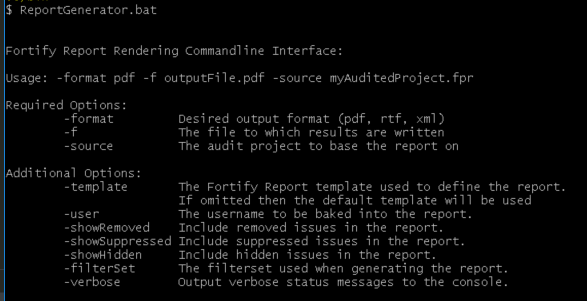 $ ReportGenerator.bat
Fortify Report Rendering Commandline Interface:
Usage: -format pdf -f outputFile.pdf -source myAuditedProject.fpr
Required Options:
-format Desired output format (pdf, rtf, xml)
-f The file to which results are written
-source The audit project to base the report on
Additional Options:
-template The Fortify Report template used to define the report.
If omitted then the default template will be used
-user The username to be baked into the report.
-showRemoved Include removed issues in the report.
-showSuppressed Include suppressed issues in the report.
-showHidden Include hidden issues in the report.
-filterSet The filterset used when generating the report.
-verbose Output verbose status messages to the console.